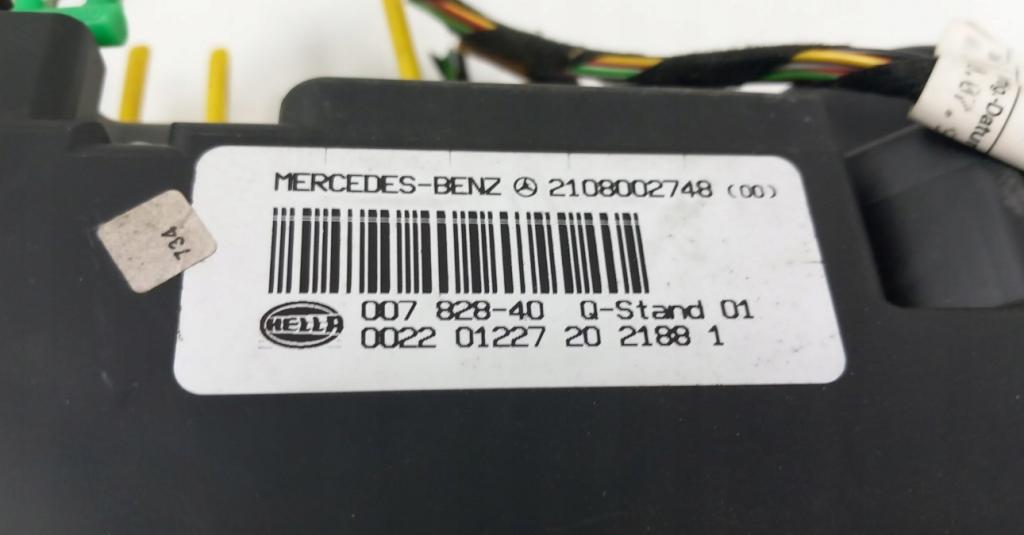 MERCEDES-BENZ 2108002748 (00)
HELLA
007 828-40 Q-Stand 01
0022 01227 20 2188 1
734